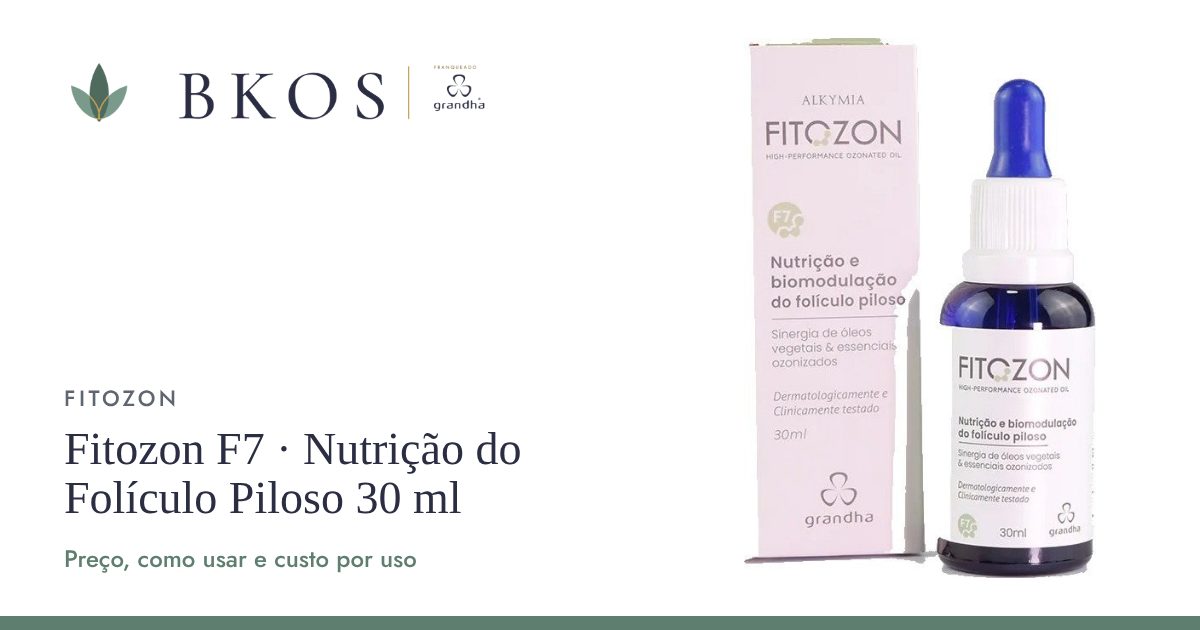 BKOS
FRANQUEADO
grandha
FITOZON
Fitozon F7 · Nutrição do
Folículo Piloso 30 ml
Preço, como usar e custo por uso
ALKYMIA
FITOZON
HIGH-PERFORMANCE OZONATED OIL
F7
Nutrição e
biomodulação
do folículo piloso
Sinergia de óleos
vegetais & essenciais
ozonizados
Dermatologicamente e
Clinicamente testado
30ml
grandha
FITOZON
HIGH-PERFORMANCE OZONATED OIL
Nutrição e biomodulação
do folículo piloso
Sinergia de óleos vegetais
& essenciais ozonizados
Dermatologicamente e
Clinicamente testado
F7
30ml
grandha